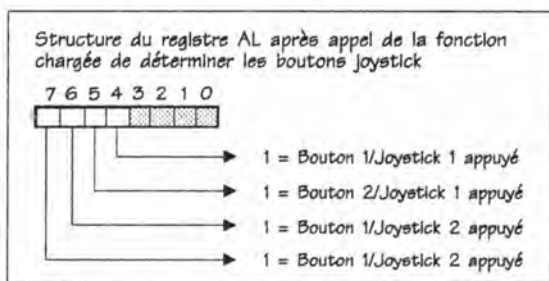 Structure du registre AL après appel de la fonction
chargée de déterminer les boutons joystick
7 6 5 4 3 2 1 0
1 = Bouton 1/Joystick 1 appuyé
1 = Bouton 2/Joystick 1 appuyé
1 = Bouton 1/Joystick 2 appuyé
1 = Bouton 1/Joystick 2 appuyé